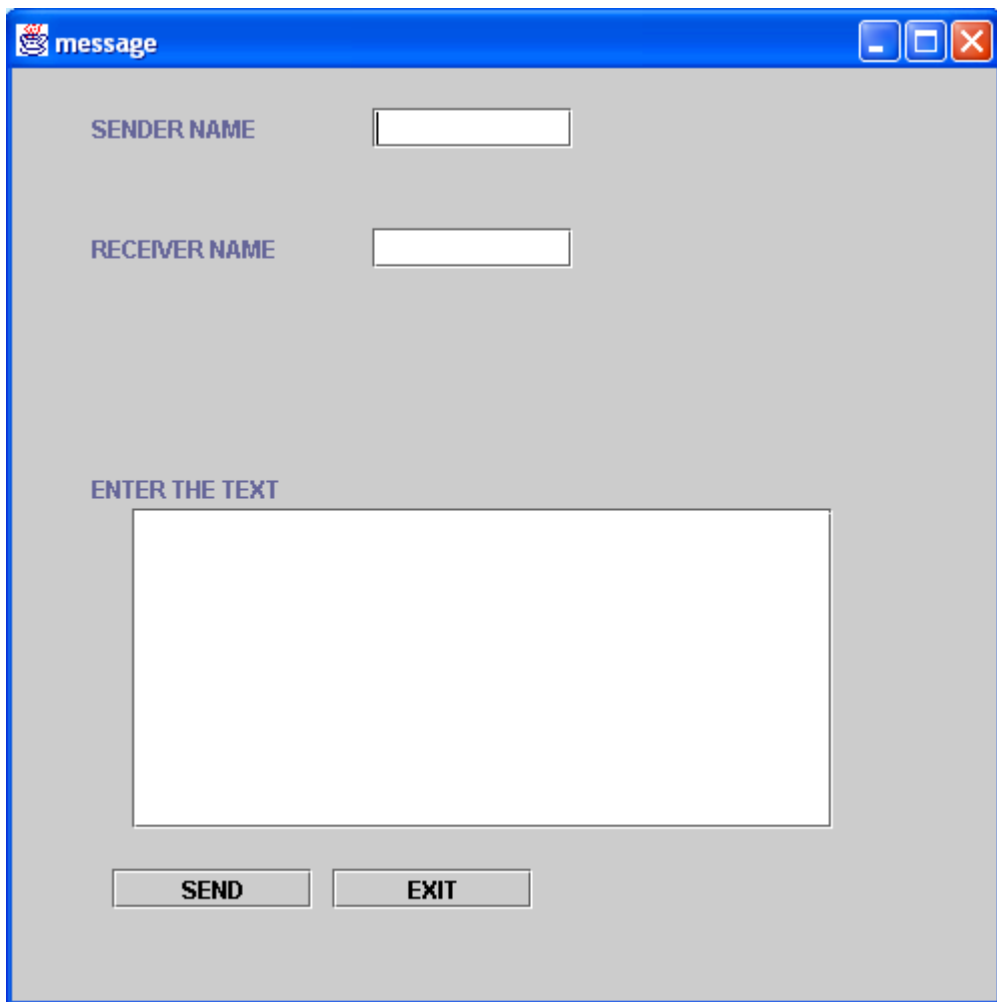 message
SENDER NAME
RECEIVER NAME
ENTER THE TEXT
SEND EXIT